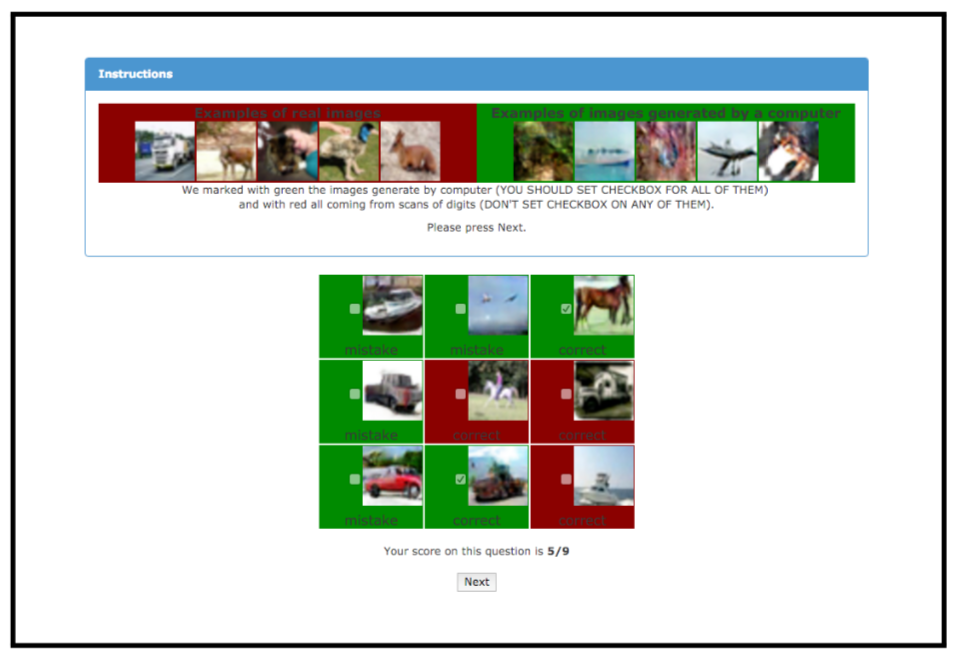 Instructions
Examples of real images
Examples of images generated by a computer
We marked with green the images generate by computer (YOU SHOULD SET CHECKBOX FOR ALL OF THEM)
and with red all coming from scans of digits (DON'T SET CHECKBOX ON ANY OF THEM).
Please press Next.
mistake mistake correct
mistake correct correct
mistake correct correct
Your score on this question is 5/9
Next